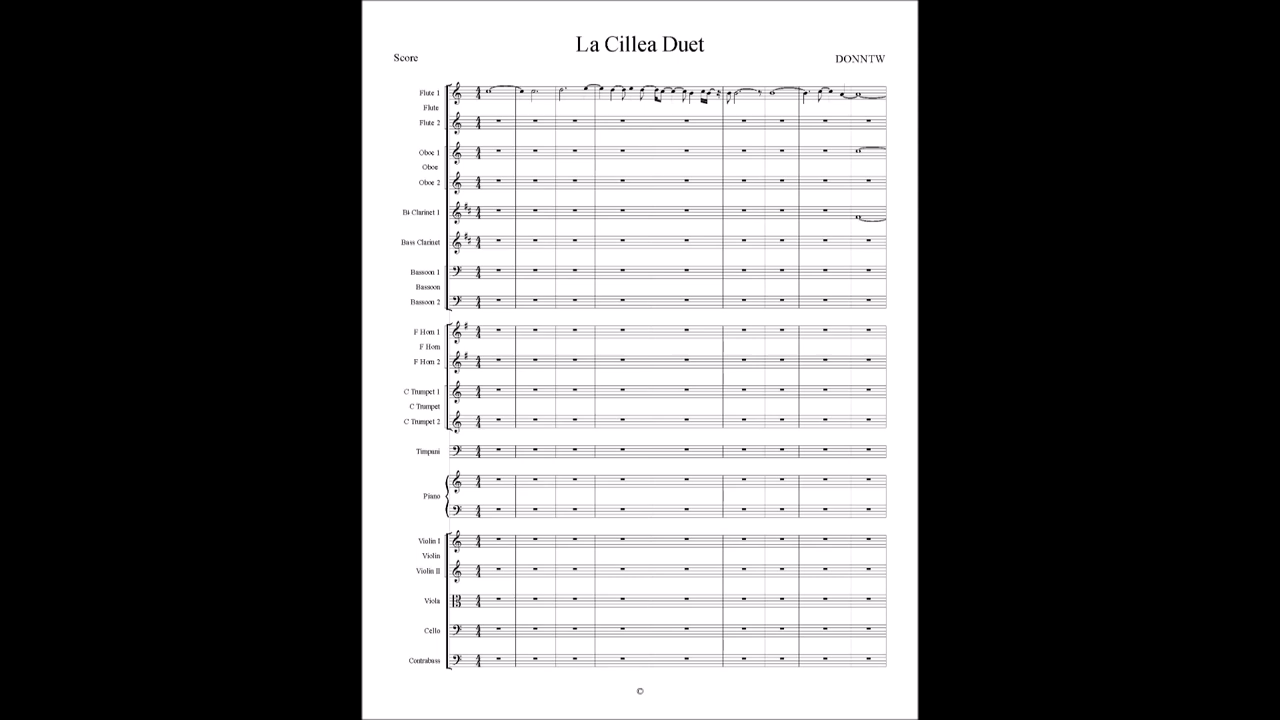 La Cillea Duet
Score
DONNTW
Flute 1
Flute
Flute 2
Oboe 1
Oboe
Oboe 2
B♭ Clarinet 1
Bass Clarinet
Bassoon 1
Bassoon
Bassoon 2
F Horn 1
F Horn
F Horn 2
C Trumpet 1
C Trumpet
C Trumpet 2
Timpani
Piano
Violin I
Violin
Violin II
Viola
Cello
Contrabass
©